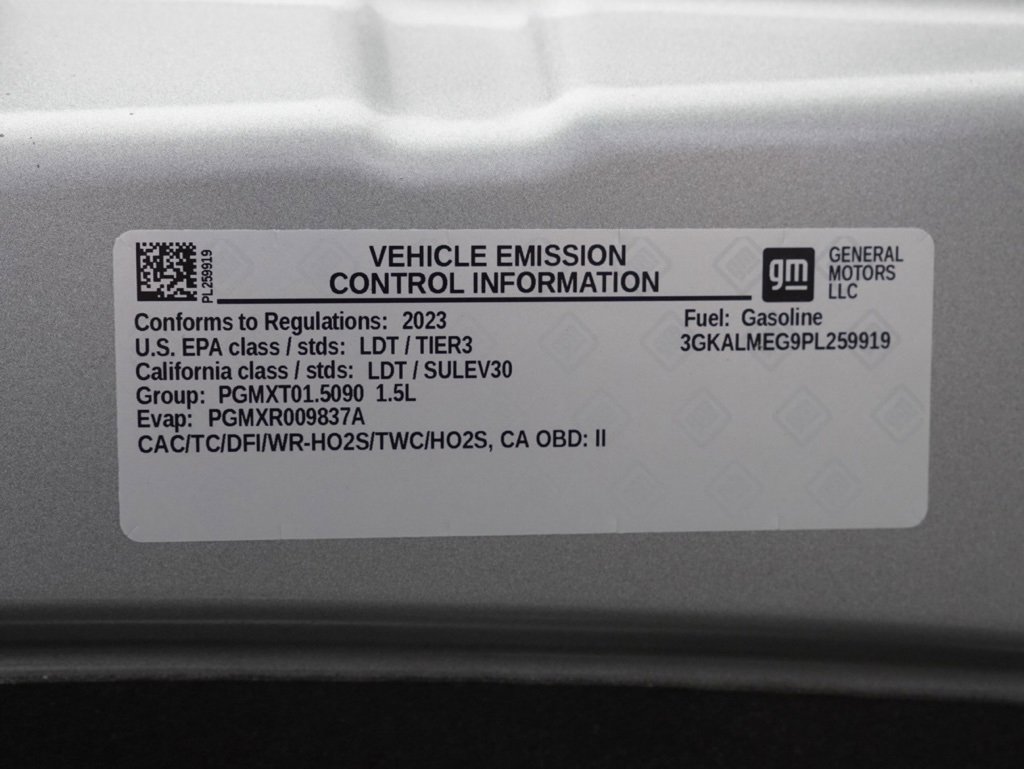 PL259919
VEHICLE EMISSION
CONTROL INFORMATION
gm
GENERAL
MOTORS
LLC
Conforms to Regulations: 2023
U.S. EPA class / stds: LDT / TIER3
California class / stds: LDT / SULEV30
Group: PGMXT01.5090 1.5L
Evap: PGMXR009837A
CAC/TC/DFI/WR-HO2S/TWC/HO2S, CA OBD: II
Fuel: Gasoline
3GKALMEG9PL259919